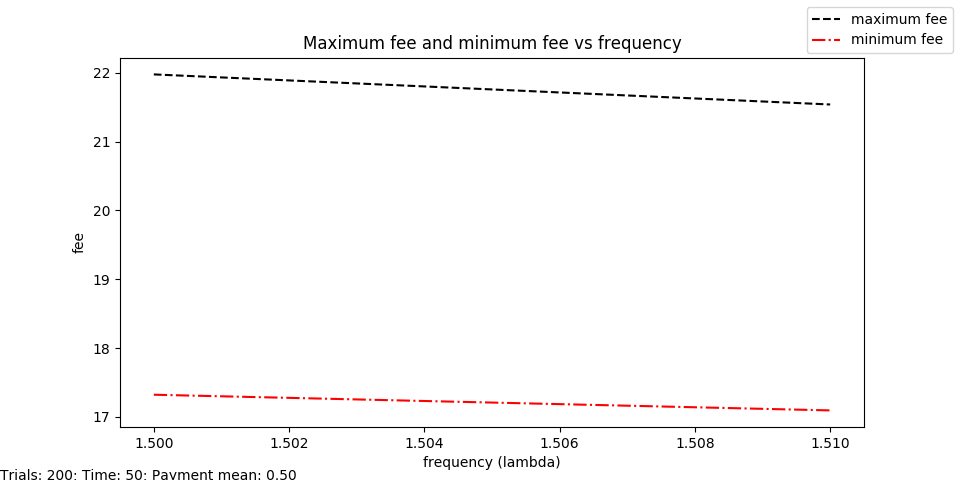 maximum fee
minimum fee
Maximum fee and minimum fee vs frequency
22
21
20
19
18
17
fee
1.500 1.502 1.504 1.506 1.508 1.510
frequency (lambda)
Trials: 200; Time: 50; Payment mean: 0.50